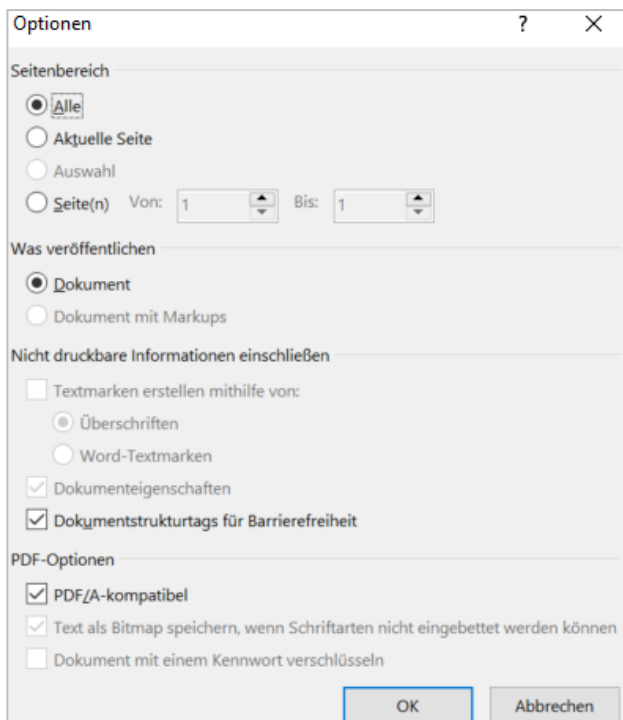 Optionen ?
Seitenbereich
Alle
Aktuelle Seite
Auswahl
Seite(n) Von: 1 Bis: 1
Was veröffentlichen
Dokument
Dokument mit Markups
Nicht druckbare Informationen einschließen
Textmarken erstellen mithilfe von:
Überschriften
Word-Textmarken
Dokumenteigenschaften
Dokumentstrukturtags für Barrierefreiheit
PDF-Optionen
PDF/A-kompatibel
Text als Bitmap speichern, wenn Schriftarten nicht eingebettet werden können
Dokument mit einem Kennwort verschlüsseln
OK Abbrechen